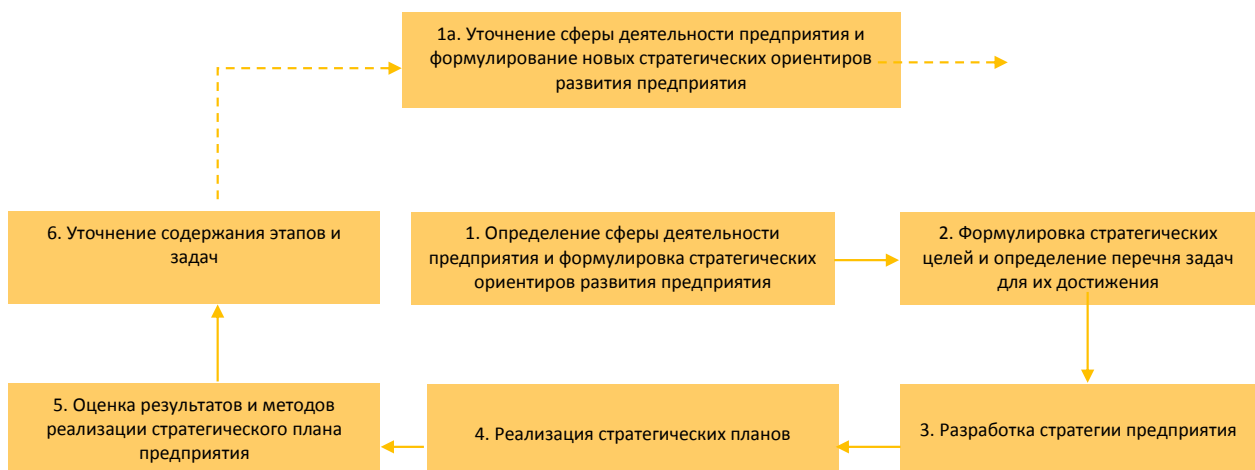 1а. Уточнение сферы деятельности предприятия и
формулирование новых стратегических ориентиров
развития предприятия
6. Уточнение содержания этапов и
задач
1. Определение сферы деятельности
предприятия и формулировка стратегических
ориентиров развития предприятия
2. Формулировка стратегических
целей и определение перечня задач
для их достижения
5. Оценка результатов и методов
реализации стратегического плана
предприятия
4. Реализация стратегических планов
3. Разработка стратегии предприятия